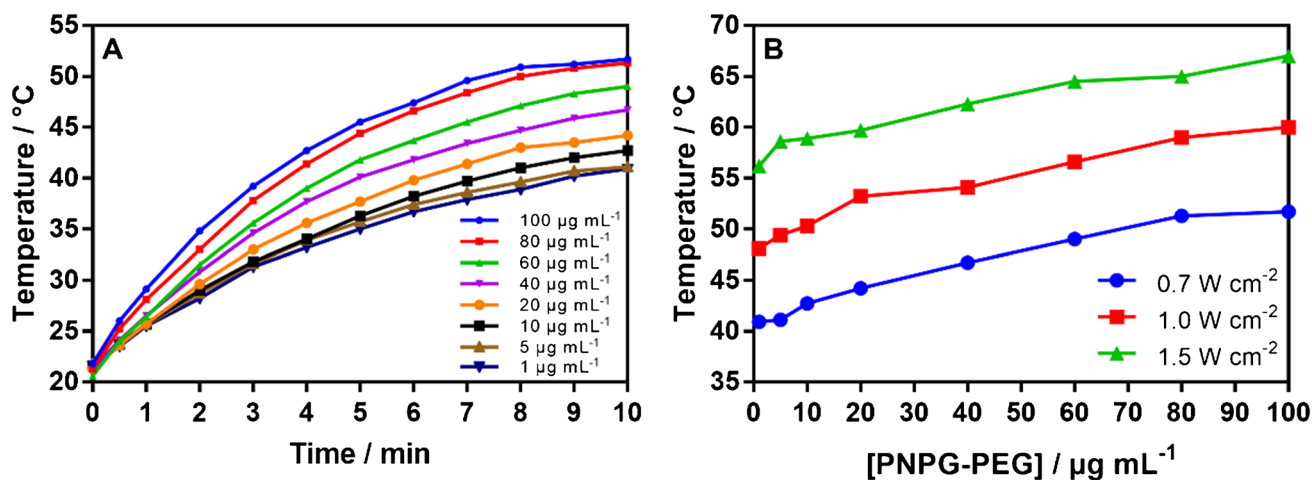 A
Temperature / °C
55
50
45
40
35
30
25
20
0 1 2 3 4 5 6 7 8 9 10
Time / min
100 µg mL⁻¹
80 µg mL⁻¹
60 µg mL⁻¹
40 µg mL⁻¹
20 µg mL⁻¹
10 µg mL⁻¹
5 µg mL⁻¹
1 µg mL⁻¹
B
Temperature / °C
70
65
60
55
50
45
40
35
0 10 20 30 40 50 60 70 80 90 100
[PNPG-PEG] / µg mL⁻¹
0.7 W cm⁻²
1.0 W cm⁻²
1.5 W cm⁻²